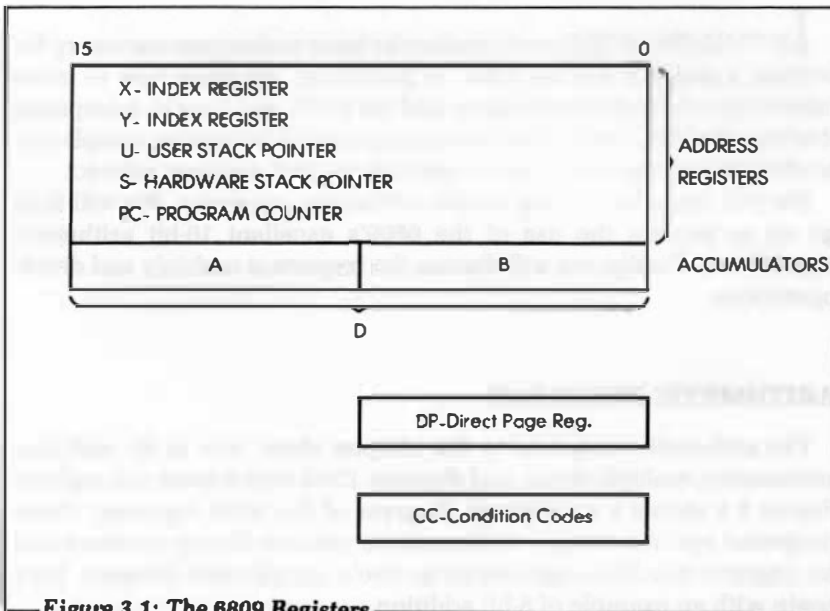 15 0
X- INDEX REGISTER
Y- INDEX REGISTER
U- USER STACK POINTER
S- HARDWARE STACK POINTER
PC- PROGRAM COUNTER
ADDRESS
REGISTERS
A B
ACCUMULATORS
D
DP-Direct Page Reg.
CC-Condition Codes
Figure 3.1: The 6809 Registers